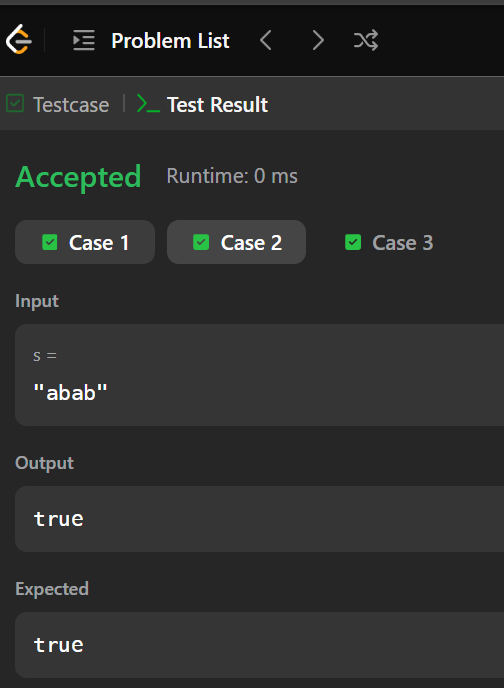 Problem List
Testcase | Test Result
Accepted Runtime: 0 ms
Case 1 Case 2 Case 3
Input
s =
"abab"
Output
true
Expected
true